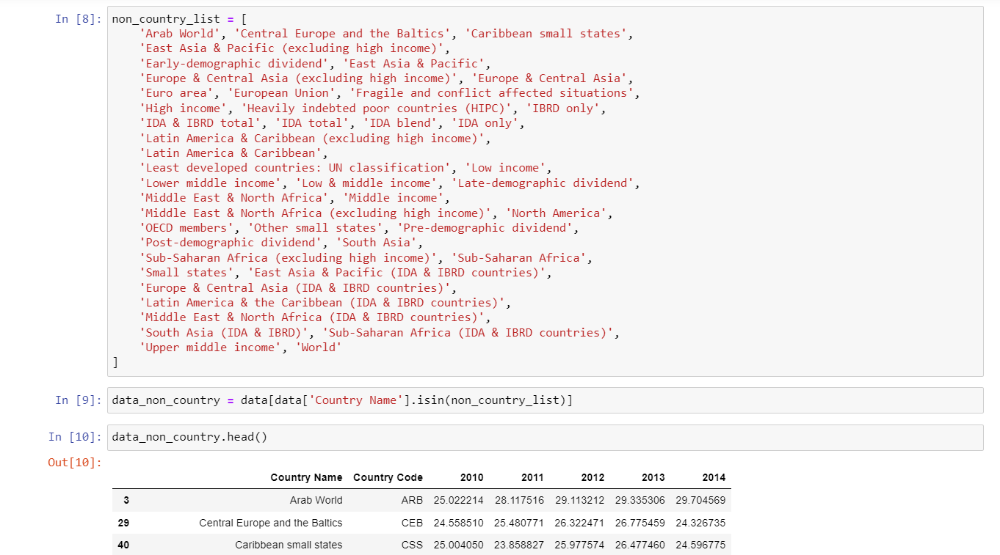 In [8]: non_country_list = [
'Arab World', 'Central Europe and the Baltics', 'Caribbean small states',
'East Asia & Pacific (excluding high income)',
'Early-demographic dividend', 'East Asia & Pacific',
'Europe & Central Asia (excluding high income)', 'Europe & Central Asia',
'Euro area', 'European Union', 'Fragile and conflict affected situations',
'High income', 'Heavily indebted poor countries (HIPC)', 'IBRD only',
'IDA & IBRD total', 'IDA total', 'IDA blend', 'IDA only',
'Latin America & Caribbean (excluding high income)',
'Latin America & Caribbean',
'Least developed countries: UN classification', 'Low income',
'Lower middle income', 'Low & middle income', 'Late-demographic dividend',
'Middle East & North Africa', 'Middle income',
'Middle East & North Africa (excluding high income)', 'North America',
'OECD members', 'Other small states', 'Pre-demographic dividend',
'Post-demographic dividend', 'South Asia',
'Sub-Saharan Africa (excluding high income)', 'Sub-Saharan Africa',
'Small states', 'East Asia & Pacific (IDA & IBRD countries)',
'Europe & Central Asia (IDA & IBRD countries)',
'Latin America & the Caribbean (IDA & IBRD countries)',
'Middle East & North Africa (IDA & IBRD countries)',
'South Asia (IDA & IBRD)', 'Sub-Saharan Africa (IDA & IBRD countries)',
'Upper middle income', 'World'
]
In [9]: data_non_country = data[data['Country Name'].isin(non_country_list)]
In [10]: data_non_country.head()
Out[10]:
Country Name Country Code 2010 2011 2012 2013 2014
3 Arab World ARB 25.022214 28.117516 29.113212 29.335306 29.704569
29 Central Europe and the Baltics CEB 24.558510 25.480771 26.322471 26.775459 24.326735
40 Caribbean small states CSS 25.004050 23.858827 25.977574 26.477460 24.596775